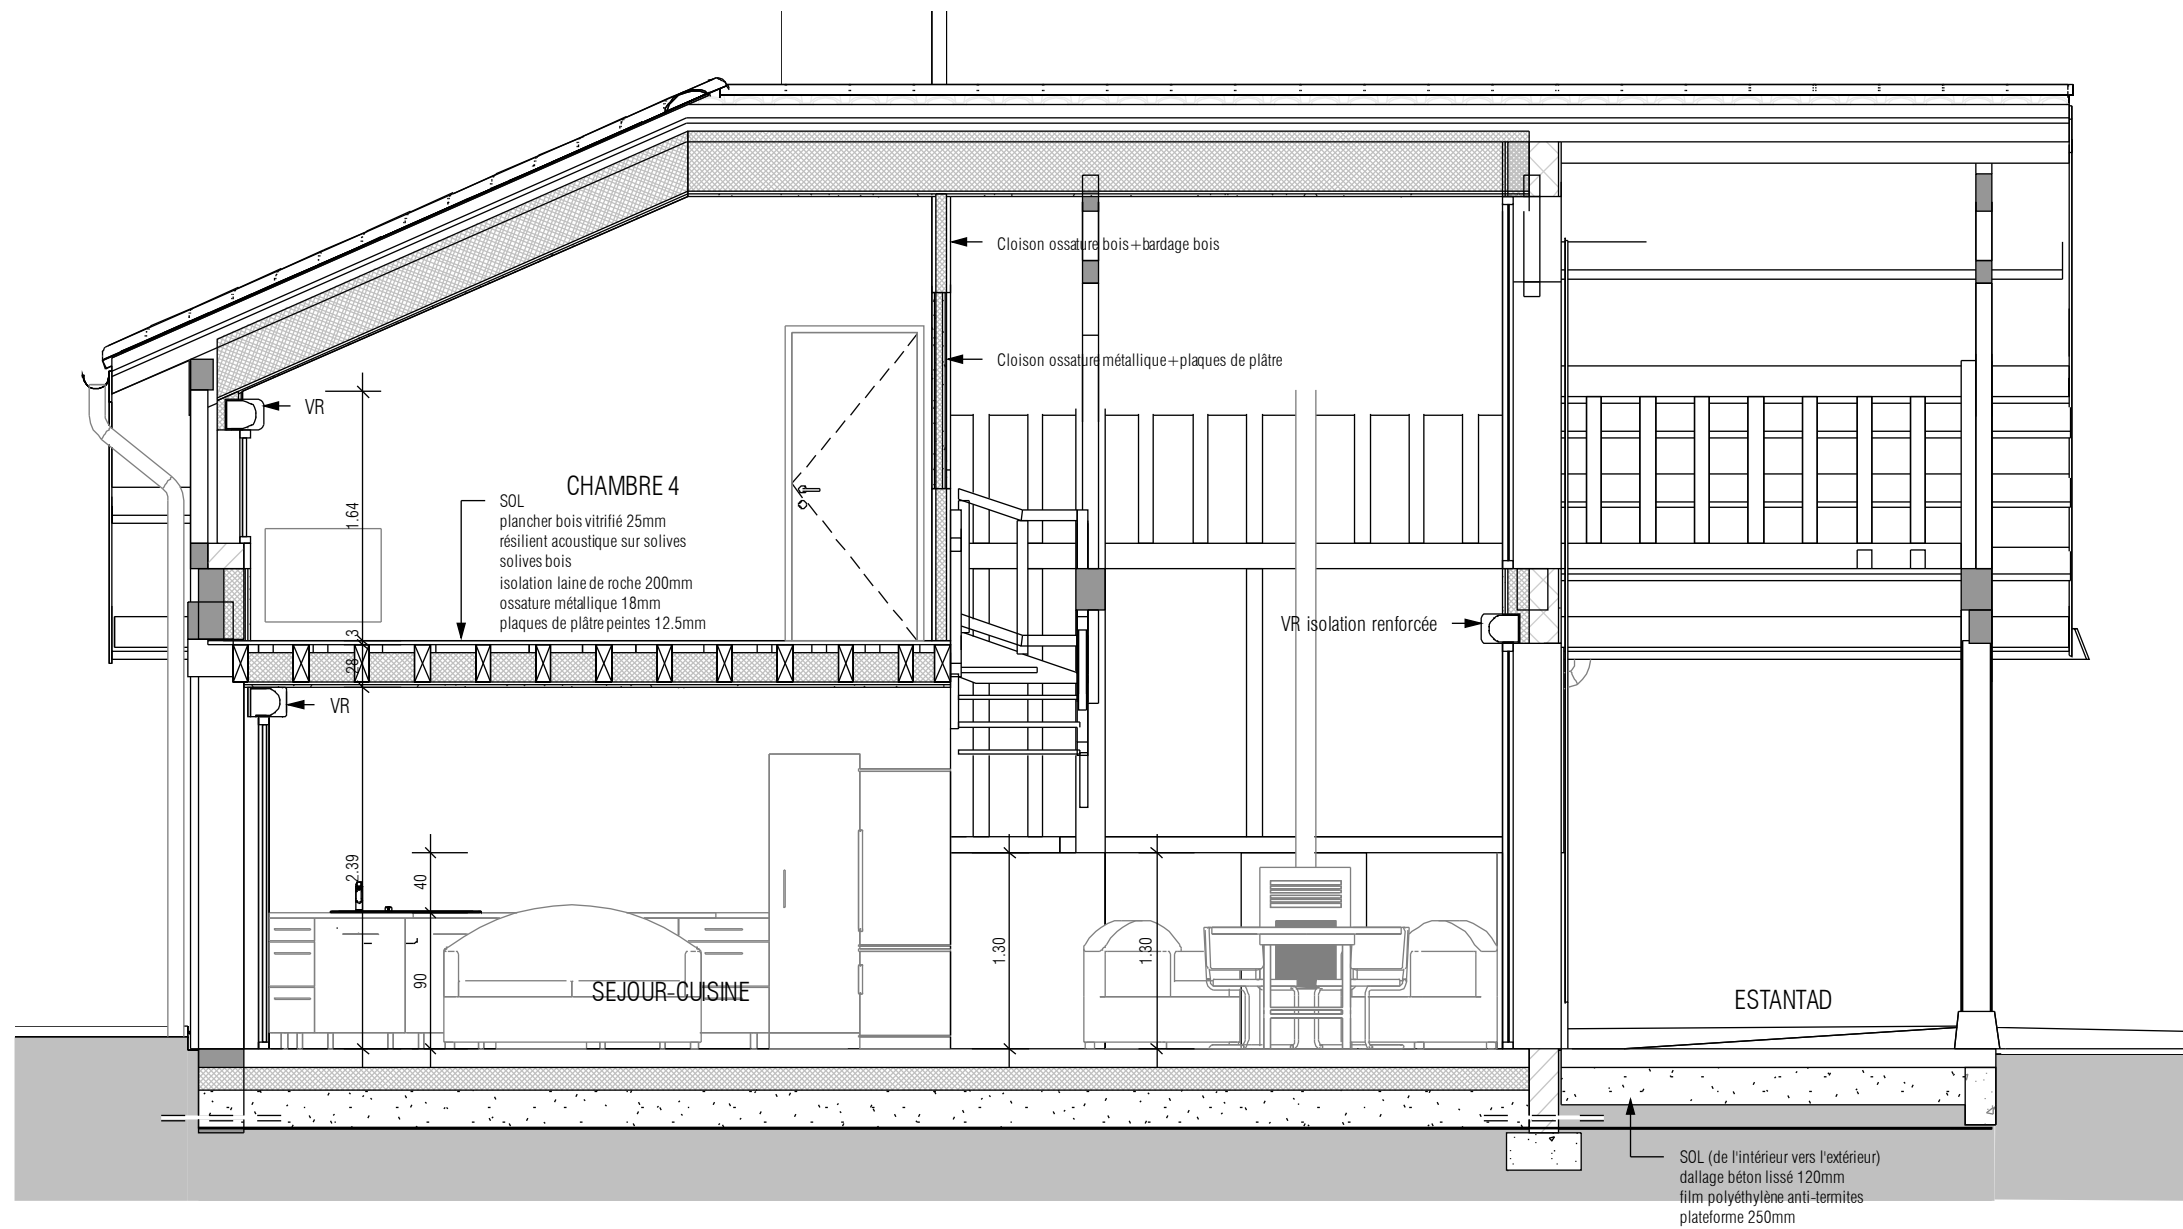 Cloison ossature bois+bardage bois
Cloison ossature métallique+plaques de plâtre
VR
CHAMBRE 4
SOL
plancher bois vitrifié 25mm
résilient acoustique sur solives
solives bois
isolation laine de roche 200mm
ossature métallique 18mm
plaques de plâtre peintes 12.5mm
1.64
3
28
VR isolation renforcée
VR
2.39
40
90
1.30
1.30
SEJOUR-CUISINE
ESTANTAD
SOL (de l'intérieur vers l'extérieur)
dallage béton lissé 120mm
film polyéthylène anti-termites
plateforme 250mm